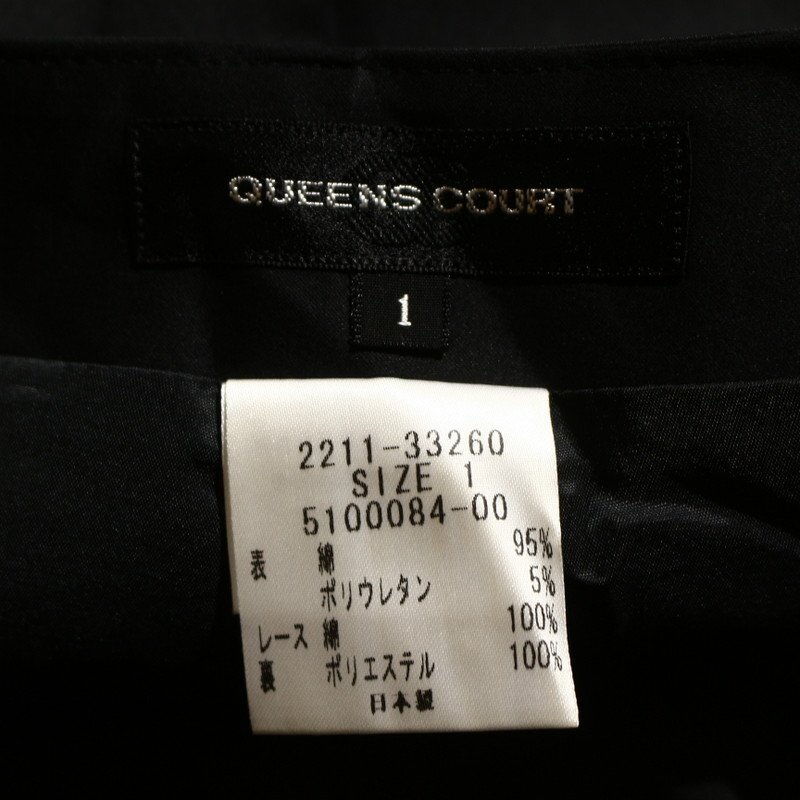 QUEENS COURT
1
2211-33260
SIZE 1
5100084-00
表 綿 95%
ポリウレタン 5%
レース 綿 100%
裏 ポリエステル 100%
日本製